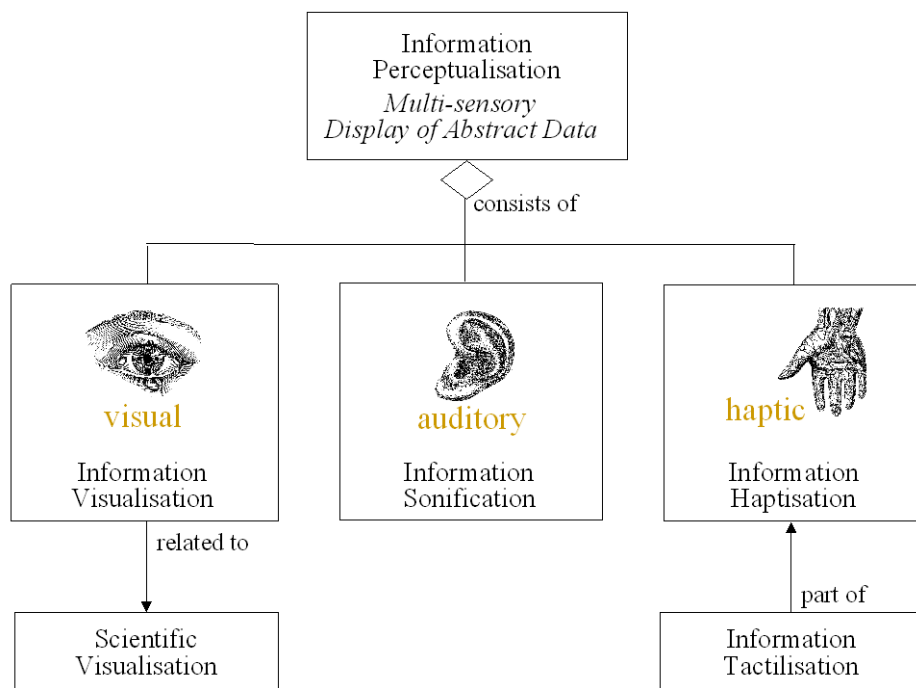 Information
Perceptualisation
Multi-sensory
Display of Abstract Data
consists of
visual
Information
Visualisation
auditory
Information
Sonification
haptic
Information
Haptisation
related to
part of
Scientific
Visualisation
Information
Tactilisation